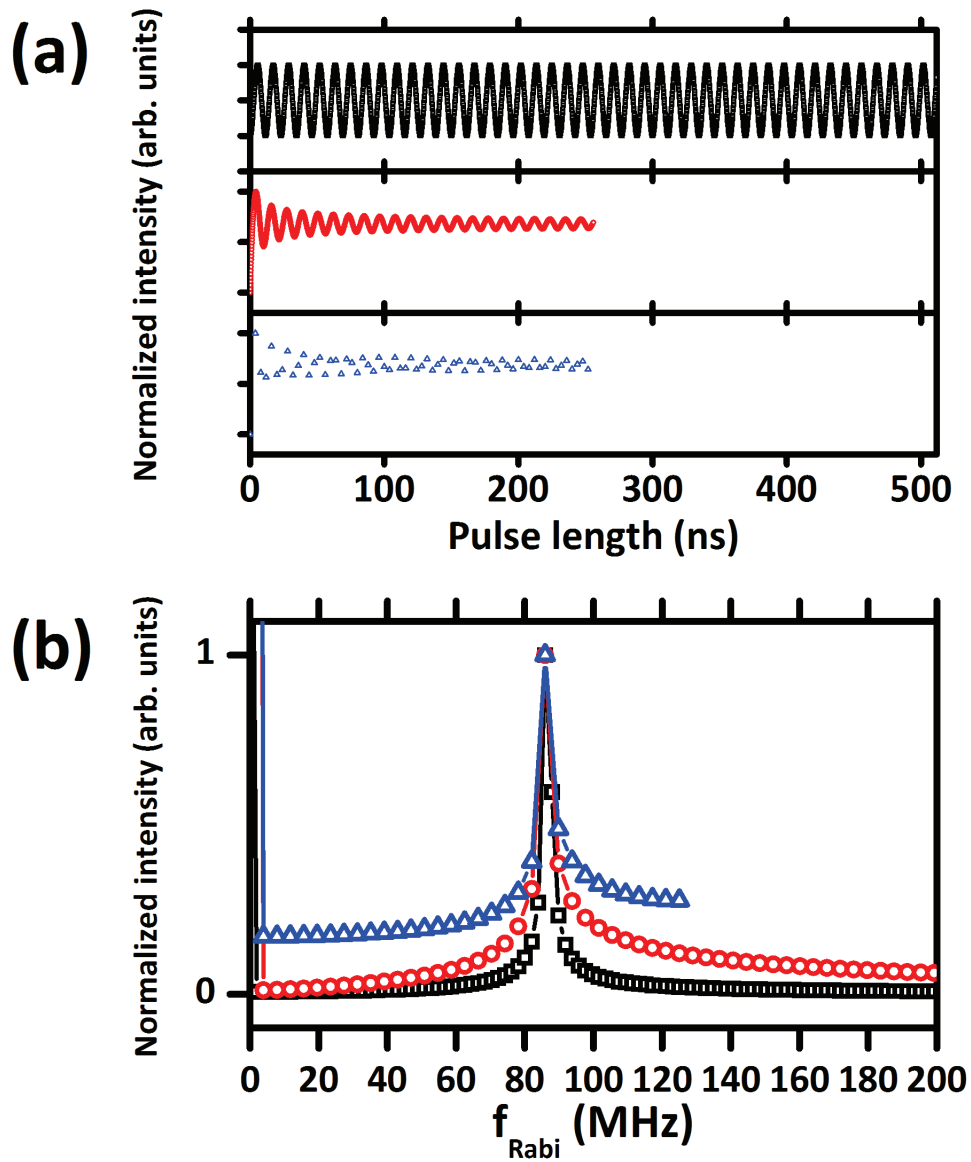 (a)
Normalized intensity (arb. units)
0 100 200 300 400 500
Pulse length (ns)
(b)
Normalized intensity (arb. units)
1
0
0 20 40 60 80 100 120 140 160 180 200
fRabi (MHz)